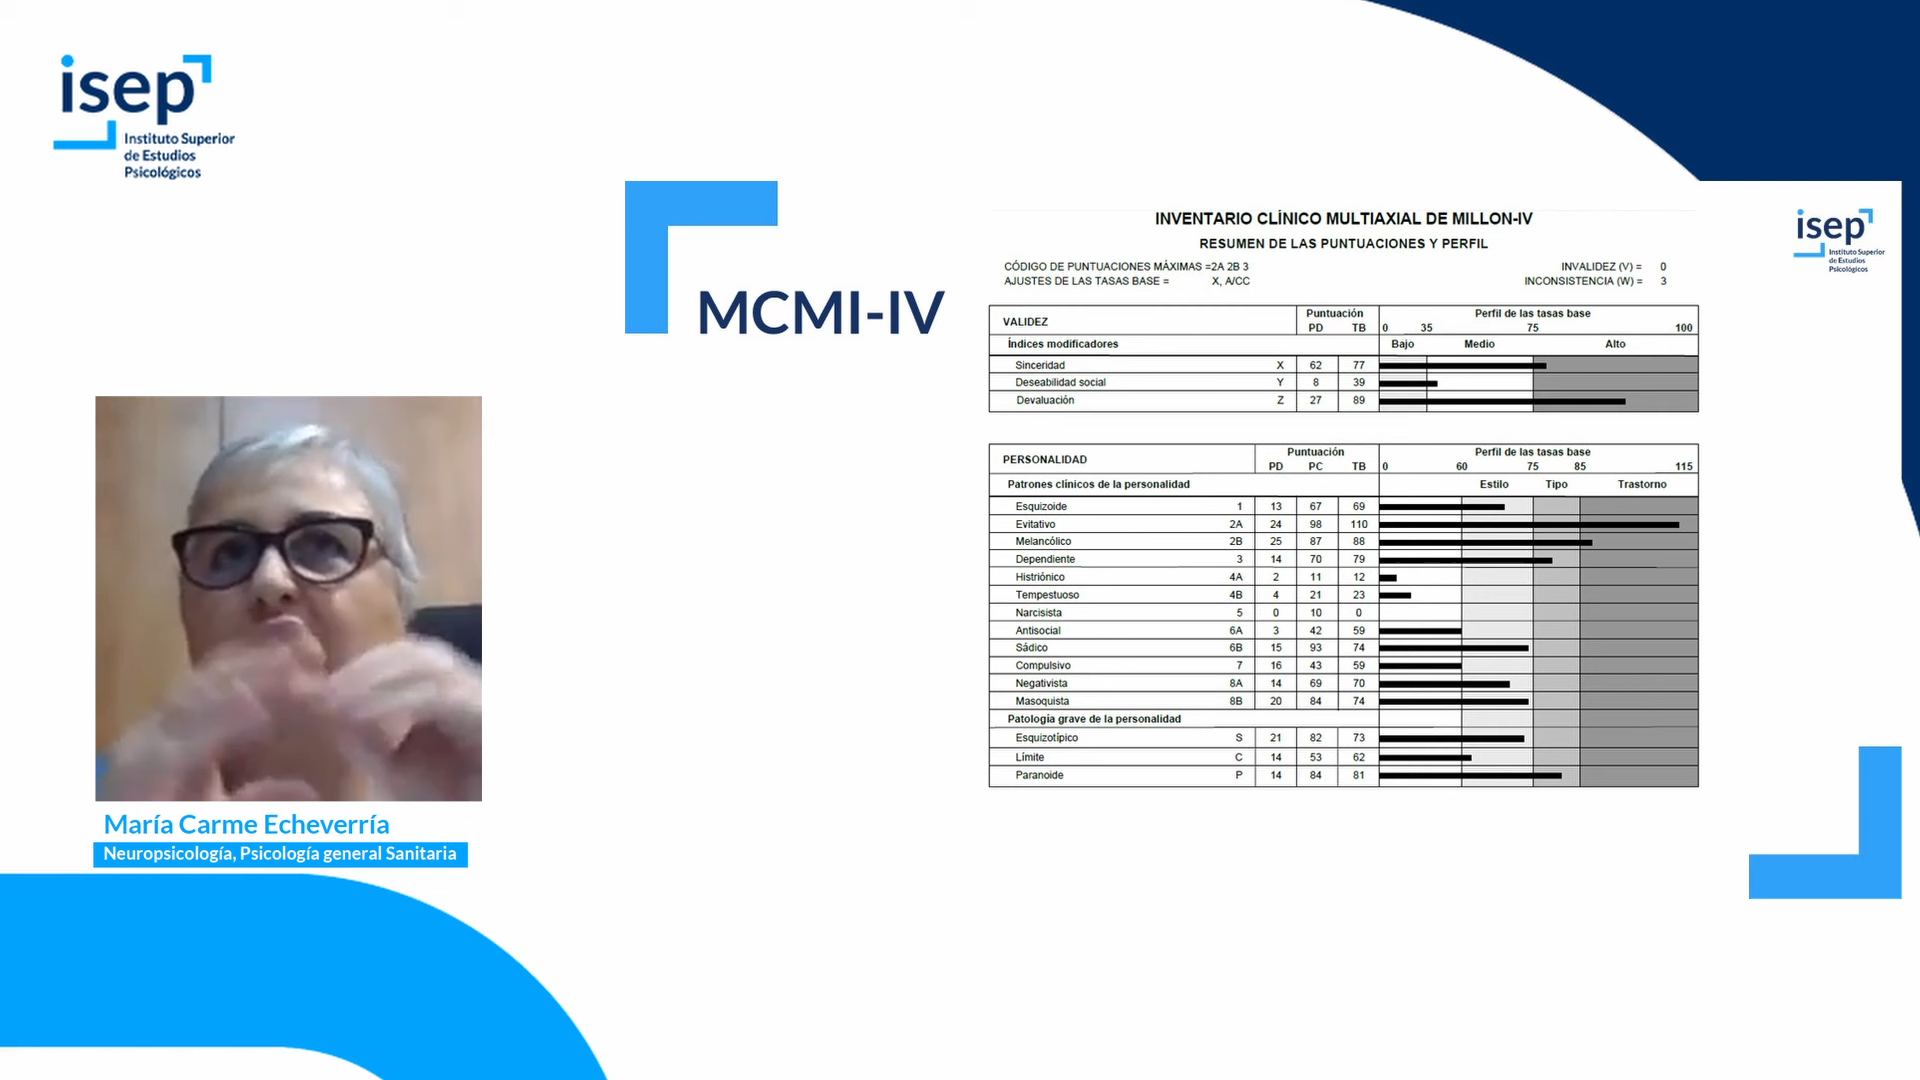 isep
Instituto Superior
de Estudios
Psicológicos
MCMI-IV
María Carme Echeverría
Neuropsicología, Psicología general Sanitaria
isep
Instituto Superior
de Estudios
Psicológicos
INVENTARIO CLÍNICO MULTIAXIAL DE MILLON-IV
RESUMEN DE LAS PUNTUACIONES Y PERFIL
CÓDIGO DE PUNTUACIONES MÁXIMAS =2A 2B 3 INVALIDEZ (V) = 0
AJUSTES DE LAS TASAS BASE = X, A/CC INCONSISTENCIA (W) = 3
VALIDEZ Puntuación Perfil de las tasas base
PD TB 0 35 75 100
Índices modificadores Bajo Medio Alto
Sinceridad X 62 77
Deseabilidad social Y 8 39
Devaluación Z 27 89
PERSONALIDAD Puntuación Perfil de las tasas base
PD PC TB 0 60 75 85 115
Patrones clínicos de la personalidad Estilo Tipo Trastorno
Esquizoide 1 13 67 69
Evitativo 2A 24 98 110
Melancólico 2B 25 87 88
Dependiente 3 14 70 79
Histriónico 4A 2 11 12
Tempestuoso 4B 4 21 23
Narcisista 5 0 10 0
Antisocial 6A 3 42 59
Sádico 6B 15 93 74
Compulsivo 7 16 43 59
Negativista 8A 14 69 70
Masoquista 8B 20 84 74
Patología grave de la personalidad
Esquizotípico S 21 82 73
Límite C 14 53 62
Paranoide P 14 84 81